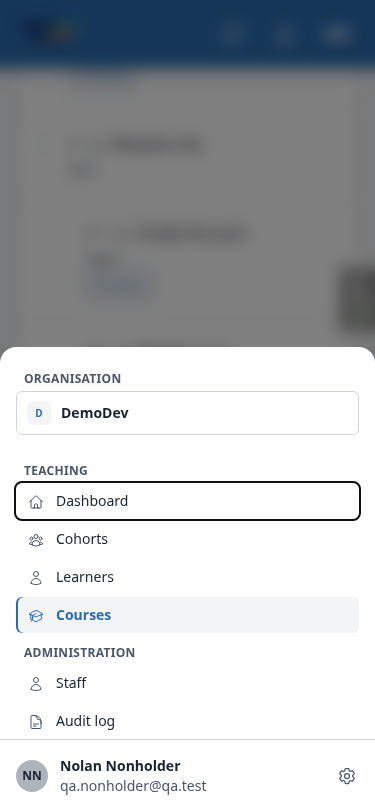 ORGANISATION
D DemoDev
TEACHING
Dashboard
Cohorts
Learners
Courses
ADMINISTRATION
Staff
Audit log
NN Nolan Nonholder
qa.nonholder@qa.test